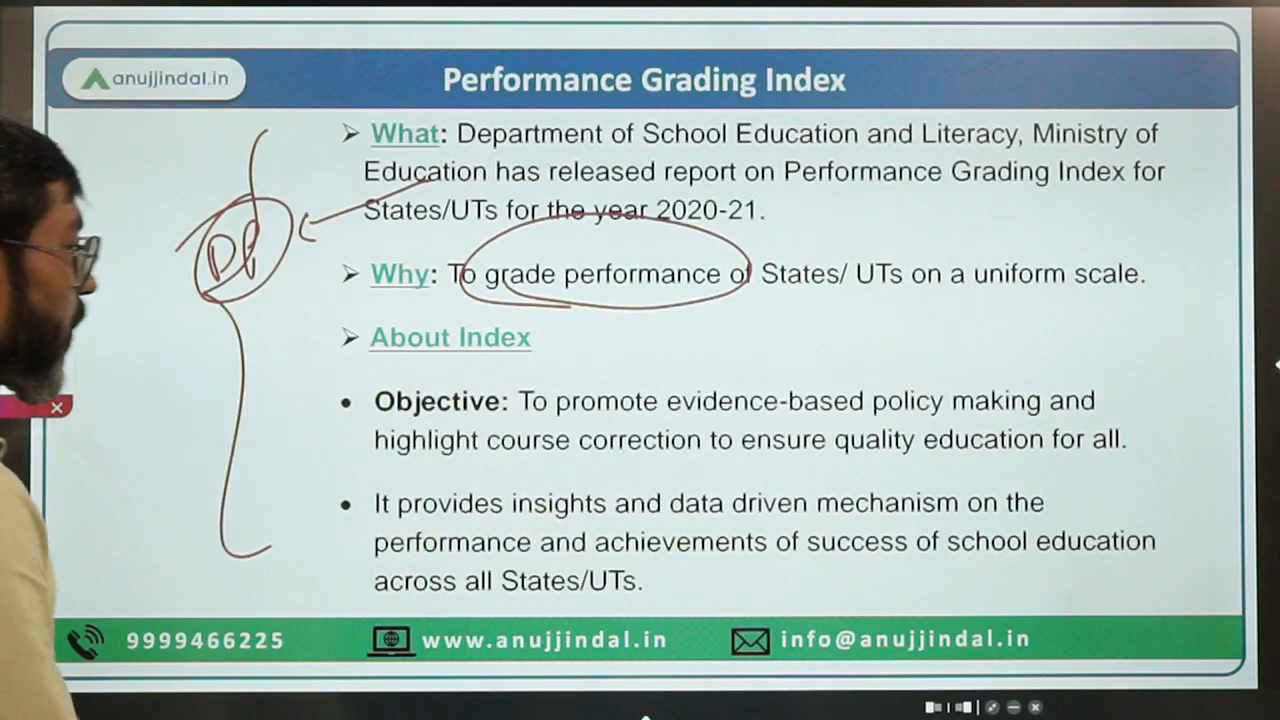 anujjindal.in
Performance Grading Index
➤ What: Department of School Education and Literacy, Ministry of
Education has released report on Performance Grading Index for
States/UTs for the year 2020-21.
➤ Why: To grade performance of States/ UTs on a uniform scale.
➤ About Index
• Objective: To promote evidence-based policy making and
highlight course correction to ensure quality education for all.
• It provides insights and data driven mechanism on the
performance and achievements of success of school education
across all States/UTs.
9999466225 www.anujjindal.in info@anujjindal.in